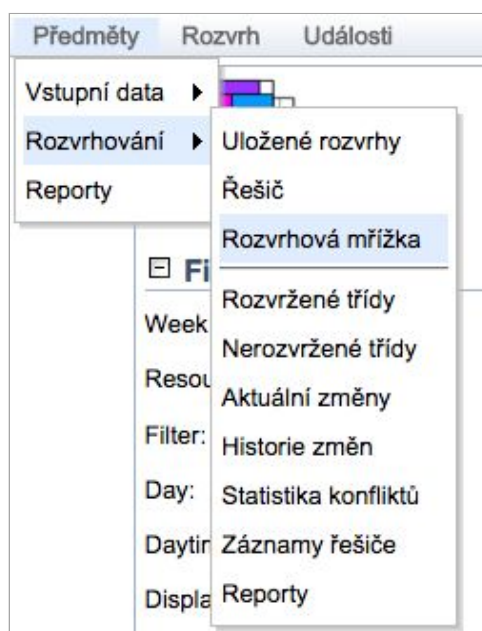 Předměty Rozvrh Události
Vstupní data
Rozvrhování
Reporty
Uložené rozvrhy
Řešič
Rozvrhová mřížka
Rozvržené třídy
Nerozvržené třídy
Aktuální změny
Historie změn
Statistika konfliktů
Záznamy řešiče
Reporty
Week
Filter:
Day: